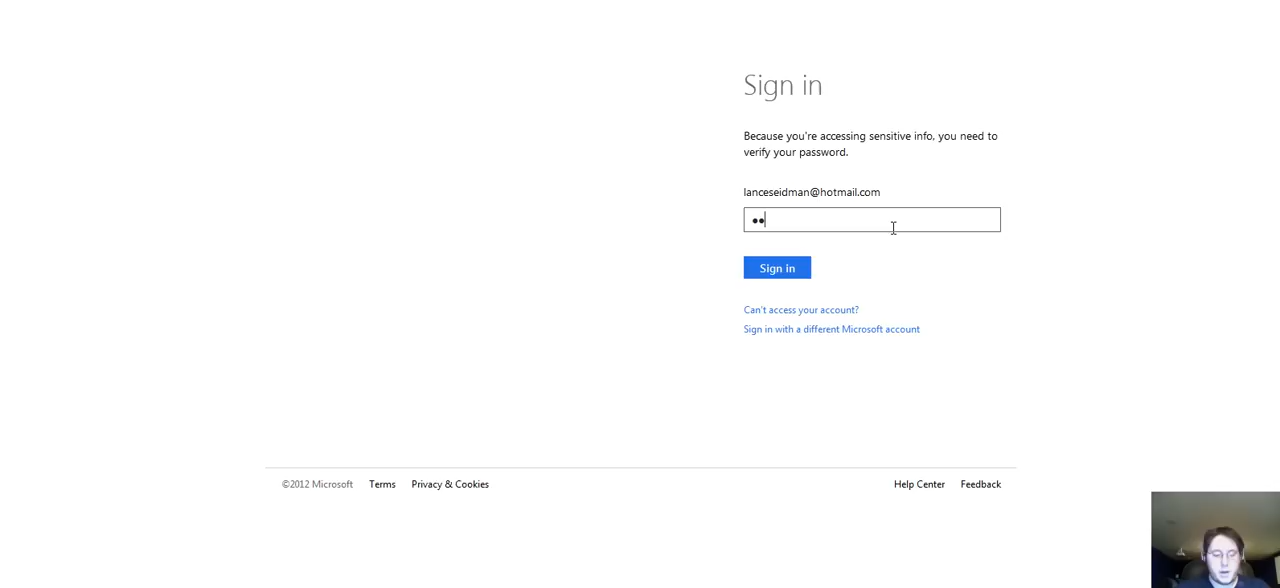 Sign in
Because you're accessing sensitive info, you need to
verify your password.
lanceseidman@hotmail.com
••
Sign in
Can't access your account?
Sign in with a different Microsoft account
©2012 Microsoft Terms Privacy & Cookies Help Center Feedback